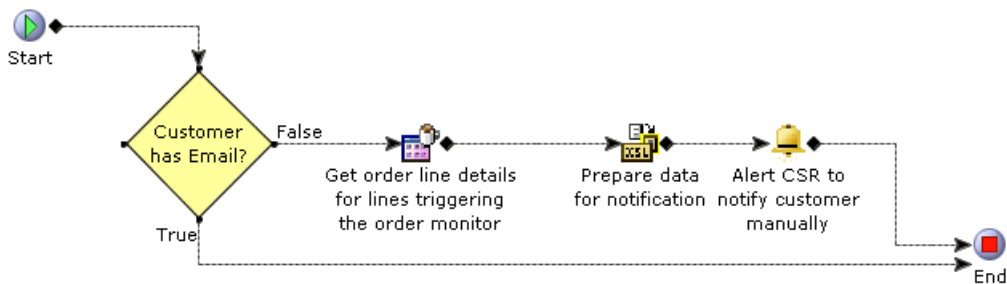 Start
Customer
has Email?
False
True
Get order line details
for lines triggering
the order monitor
XSL
Prepare data
for notification
Alert CSR to
notify customer
manually
End